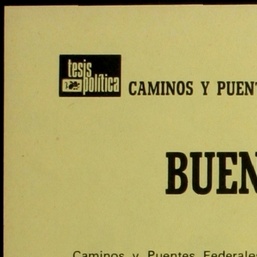 tesis
política
CAMINOS Y PUENT
BUEN
Caminos y Puentes Federales